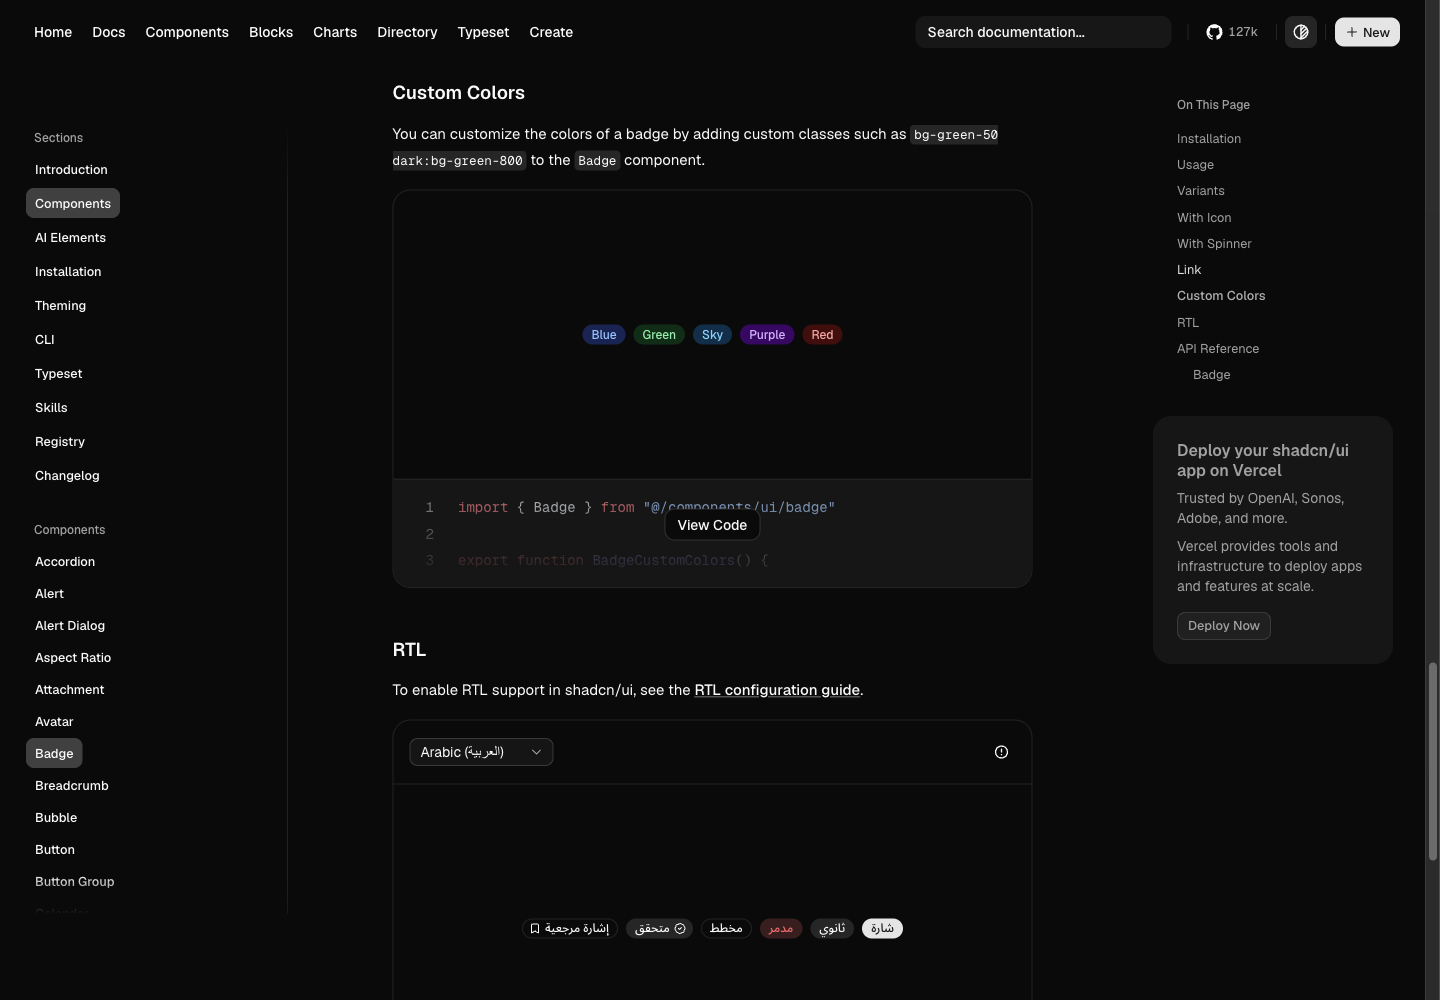 Home Docs Components Blocks Charts Directory Typeset Create
Search documentation...
127k
New
Sections
Introduction
Components
AI Elements
Installation
Theming
CLI
Typeset
Skills
Registry
Changelog
Components
Accordion
Alert
Alert Dialog
Aspect Ratio
Attachment
Avatar
Badge
Breadcrumb
Bubble
Button
Button Group
Calendar
Custom Colors
You can customize the colors of a badge by adding custom classes such as bg-green-50
dark:bg-green-800 to the Badge component.
Blue Green Sky Purple Red
1 import { Badge } from "@/components/ui/badge"
View Code
2
3 export function BadgeCustomColors() {
RTL
To enable RTL support in shadcn/ui, see the RTL configuration guide.
Arabic (العربية)
شارة ثانوي مدمر مخطط متحقق إشارة مرجعية
On This Page
Installation
Usage
Variants
With Icon
With Spinner
Link
Custom Colors
RTL
API Reference
Badge
Deploy your shadcn/ui
app on Vercel
Trusted by OpenAI, Sonos,
Adobe, and more.
Vercel provides tools and
infrastructure to deploy apps
and features at scale.
Deploy Now